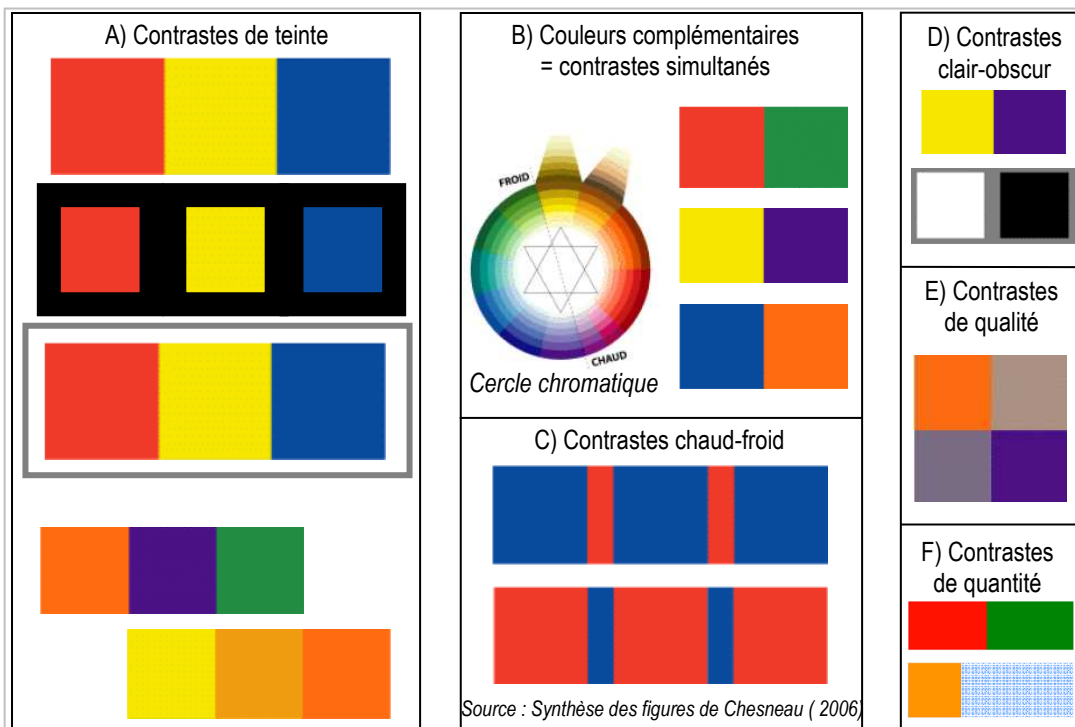 A) Contrastes de teinte
B) Couleurs complémentaires
= contrastes simultanés
FROID
CHAUD
Cercle chromatique
C) Contrastes chaud-froid
Source : Synthèse des figures de Chesneau ( 2006)
D) Contrastes
clair-obscur
E) Contrastes
de qualité
F) Contrastes
de quantité